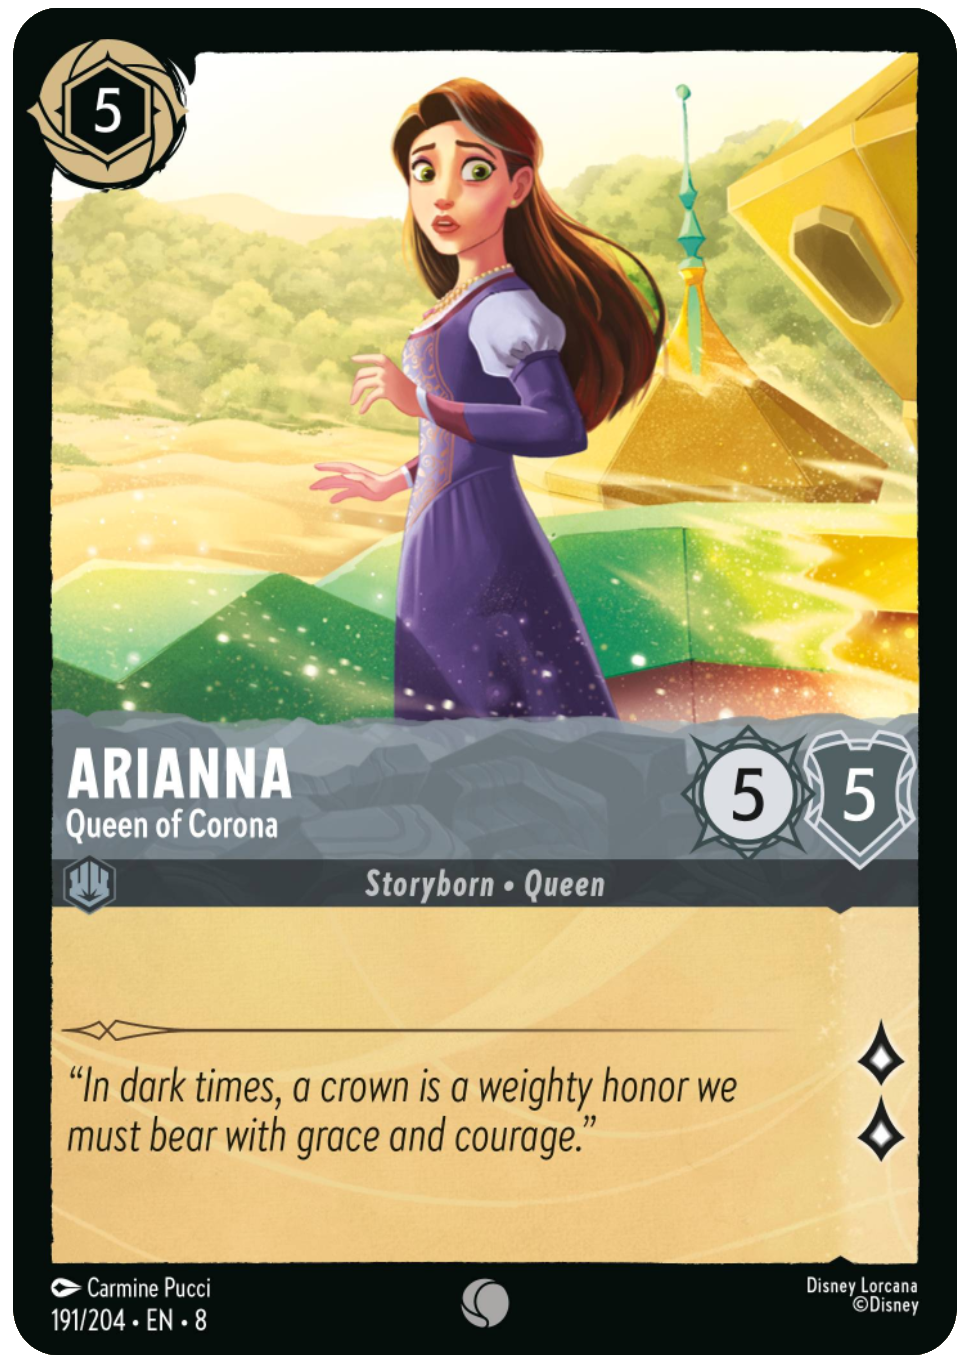 5
ARIANNA
Queen of Corona
5 5
Storyborn • Queen
“In dark times, a crown is a weighty honor we
must bear with grace and courage.”
Carmine Pucci
191/204 • EN • 8
Disney Lorcana
©Disney